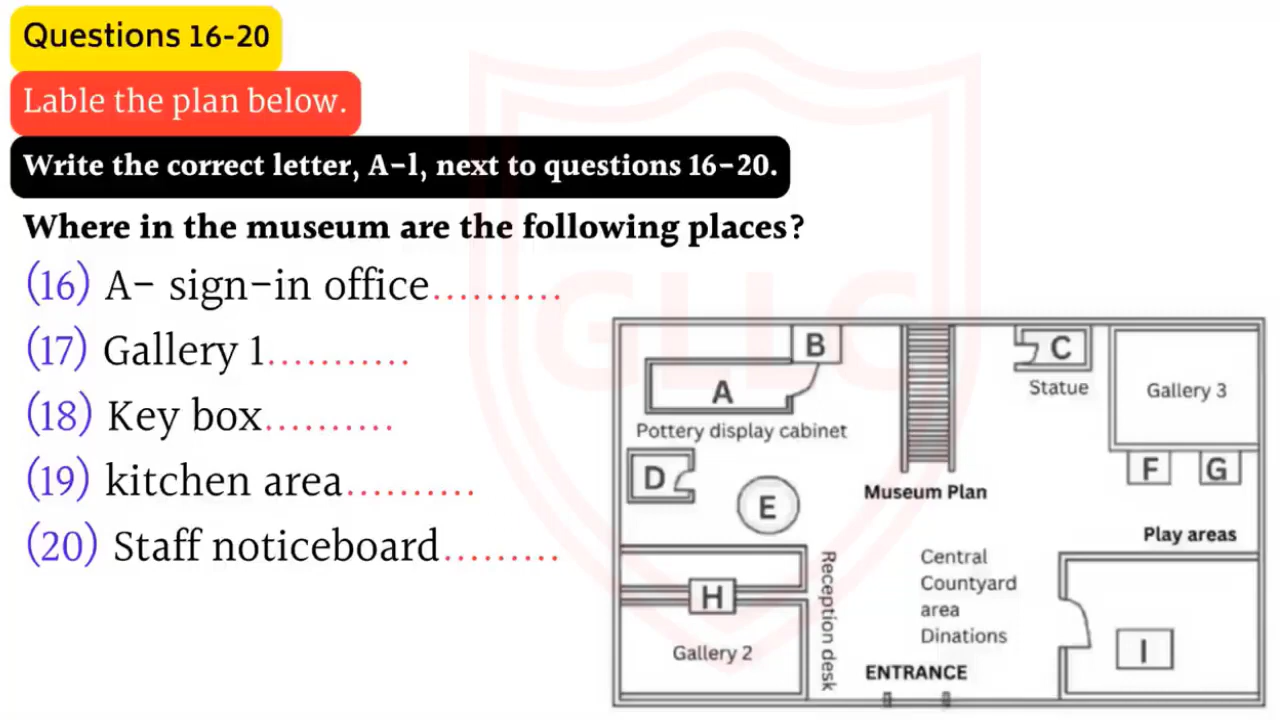 Questions 16-20
Lable the plan below.
Write the correct letter, A-l, next to questions 16-20.
Where in the museum are the following places?
(16) A- sign-in office..........
(17) Gallery 1...........
(18) Key box..........
(19) kitchen area..........
(20) Staff noticeboard.........
GLLC
B
C
A
Statue
Gallery 3
Pottery display cabinet
D
F
G
E
Museum Plan
Play areas
Reception desk
Central
Countyard
area
Dinations
H
Gallery 2
I
ENTRANCE